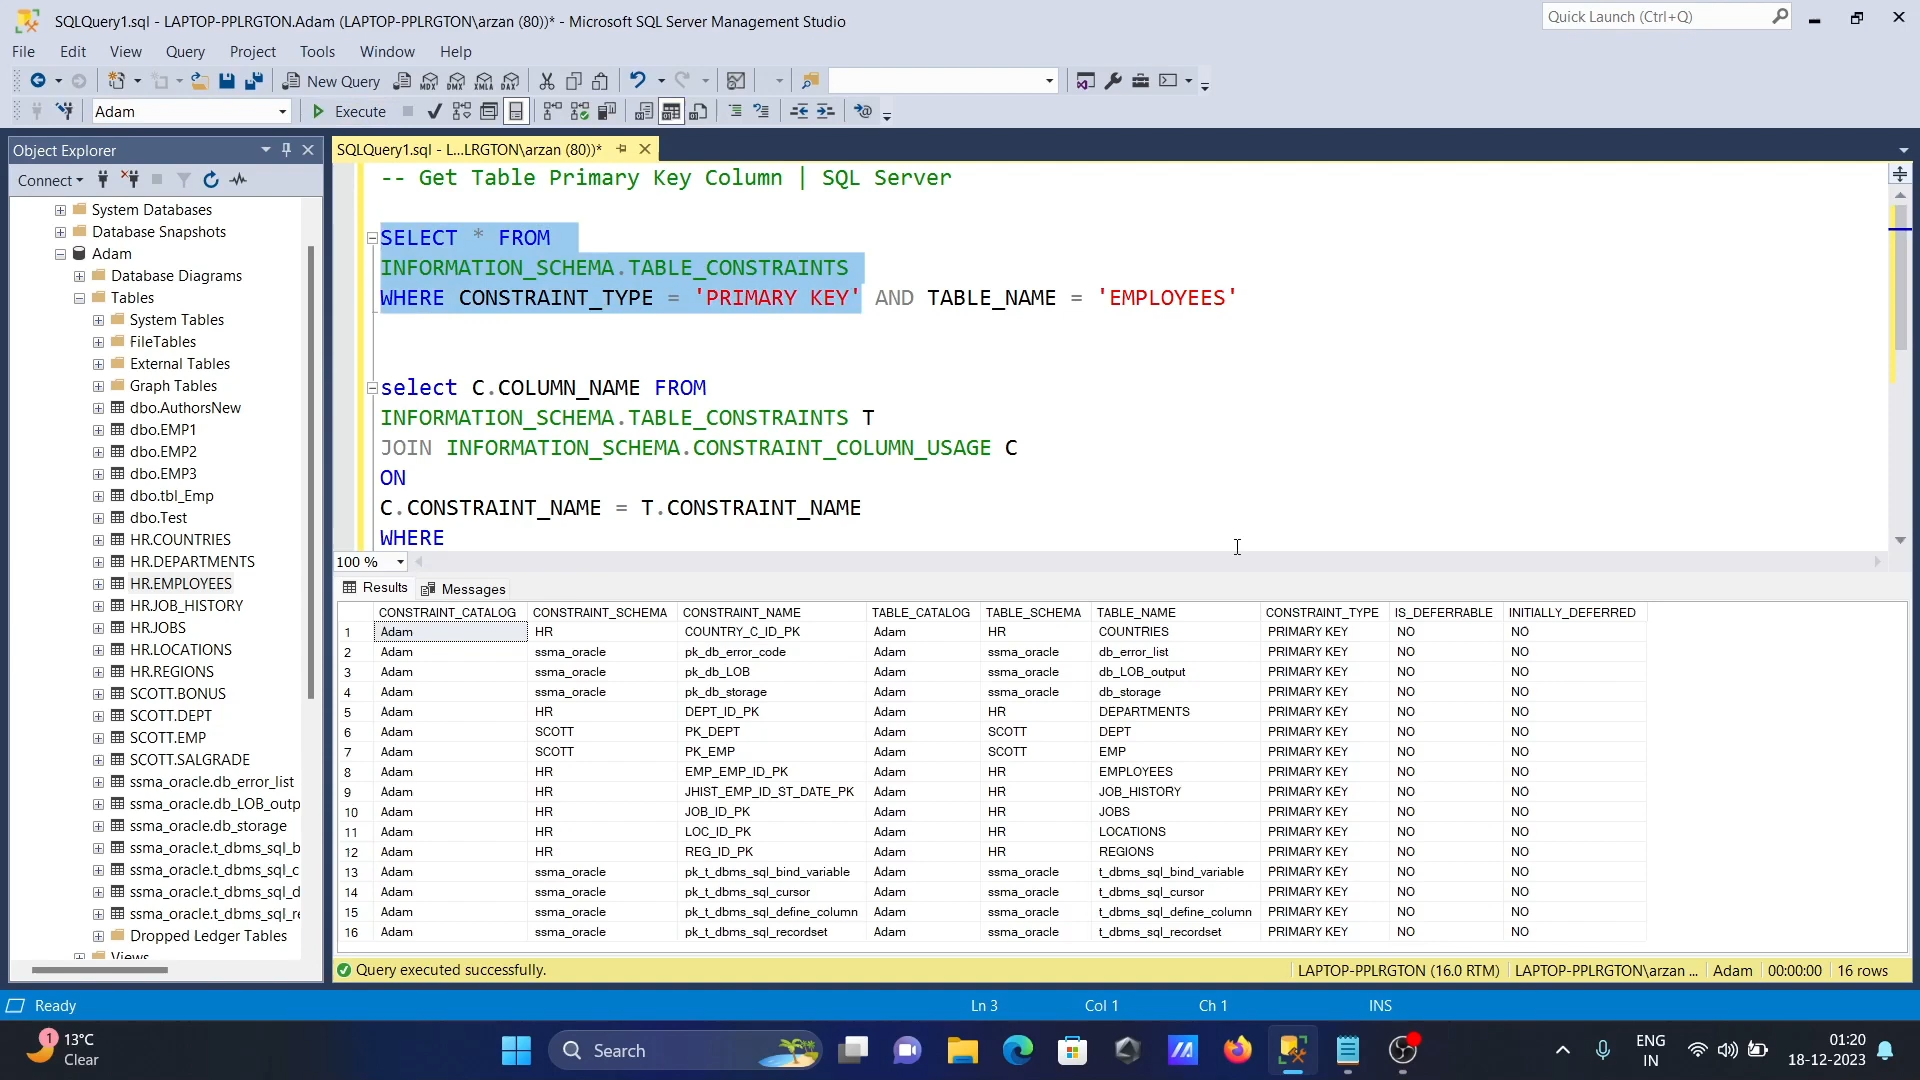 SQLQuery1.sql - LAPTOP-PPLRGTON.Adam (LAPTOP-PPLRGTON\arzan (80))* - Microsoft SQL Server Management Studio
Quick Launch (Ctrl+Q)
File Edit View Query Project Tools Window Help
New Query MDX DMX XMLA DAX
Adam Execute
Object Explorer
SQLQuery1.sql - L...LRGTON\arzan (80))*
Connect
System Databases
Database Snapshots
Adam
Database Diagrams
Tables
System Tables
FileTables
External Tables
Graph Tables
dbo.AuthorsNew
dbo.EMP1
dbo.EMP2
dbo.EMP3
dbo.tbl_Emp
dbo.Test
HR.COUNTRIES
HR.DEPARTMENTS
HR.EMPLOYEES
HR.JOB_HISTORY
HR.JOBS
HR.LOCATIONS
HR.REGIONS
SCOTT.BONUS
SCOTT.DEPT
SCOTT.EMP
SCOTT.SALGRADE
ssma_oracle.db_error_list
ssma_oracle.db_LOB_outp
ssma_oracle.db_storage
ssma_oracle.t_dbms_sql_b
ssma_oracle.t_dbms_sql_c
ssma_oracle.t_dbms_sql_d
ssma_oracle.t_dbms_sql_re
Dropped Ledger Tables
Views
-- Get Table Primary Key Column | SQL Server
SELECT * FROM
INFORMATION_SCHEMA.TABLE_CONSTRAINTS
WHERE CONSTRAINT_TYPE = 'PRIMARY KEY' AND TABLE_NAME = 'EMPLOYEES'
select C.COLUMN_NAME FROM
INFORMATION_SCHEMA.TABLE_CONSTRAINTS T
JOIN INFORMATION_SCHEMA.CONSTRAINT_COLUMN_USAGE C
ON
C.CONSTRAINT_NAME = T.CONSTRAINT_NAME
WHERE
100 %
Results Messages
CONSTRAINT_CATALOG CONSTRAINT_SCHEMA CONSTRAINT_NAME TABLE_CATALOG TABLE_SCHEMA TABLE_NAME CONSTRAINT_TYPE IS_DEFERRABLE INITIALLY_DEFERRED
1 Adam HR COUNTRY_C_ID_PK Adam HR COUNTRIES PRIMARY KEY NO NO
2 Adam ssma_oracle pk_db_error_code Adam ssma_oracle db_error_list PRIMARY KEY NO NO
3 Adam ssma_oracle pk_db_LOB Adam ssma_oracle db_LOB_output PRIMARY KEY NO NO
4 Adam ssma_oracle pk_db_storage Adam ssma_oracle db_storage PRIMARY KEY NO NO
5 Adam HR DEPT_ID_PK Adam HR DEPARTMENTS PRIMARY KEY NO NO
6 Adam SCOTT PK_DEPT Adam SCOTT DEPT PRIMARY KEY NO NO
7 Adam SCOTT PK_EMP Adam SCOTT EMP PRIMARY KEY NO NO
8 Adam HR EMP_EMP_ID_PK Adam HR EMPLOYEES PRIMARY KEY NO NO
9 Adam HR JHIST_EMP_ID_ST_DATE_PK Adam HR JOB_HISTORY PRIMARY KEY NO NO
10 Adam HR JOB_ID_PK Adam HR JOBS PRIMARY KEY NO NO
11 Adam HR LOC_ID_PK Adam HR LOCATIONS PRIMARY KEY NO NO
12 Adam HR REG_ID_PK Adam HR REGIONS PRIMARY KEY NO NO
13 Adam ssma_oracle pk_t_dbms_sql_bind_variable Adam ssma_oracle t_dbms_sql_bind_variable PRIMARY KEY NO NO
14 Adam ssma_oracle pk_t_dbms_sql_cursor Adam ssma_oracle t_dbms_sql_cursor PRIMARY KEY NO NO
15 Adam ssma_oracle pk_t_dbms_sql_define_column Adam ssma_oracle t_dbms_sql_define_column PRIMARY KEY NO NO
16 Adam ssma_oracle pk_t_dbms_sql_recordset Adam ssma_oracle t_dbms_sql_recordset PRIMARY KEY NO NO
Query executed successfully. LAPTOP-PPLRGTON (16.0 RTM) LAPTOP-PPLRGTON\arzan ... Adam 00:00:00 16 rows
Ready Ln 3 Col 1 Ch 1 INS
1 13°C
Clear
Search
ENG
IN
01:20
18-12-2023